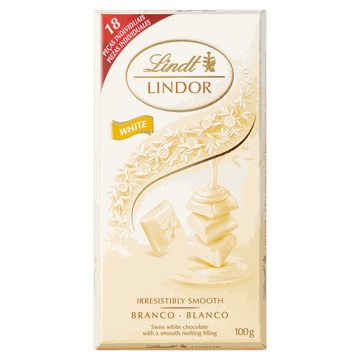 18
PEÇAS INDIVIDUAIS
PIEZAS INDIVIDUALES
Lindt
LINDOR
WHITE
IRRESISTIBLY SMOOTH
BRANCO · BLANCO
Swiss white chocolate
with a smooth melting filling
100g